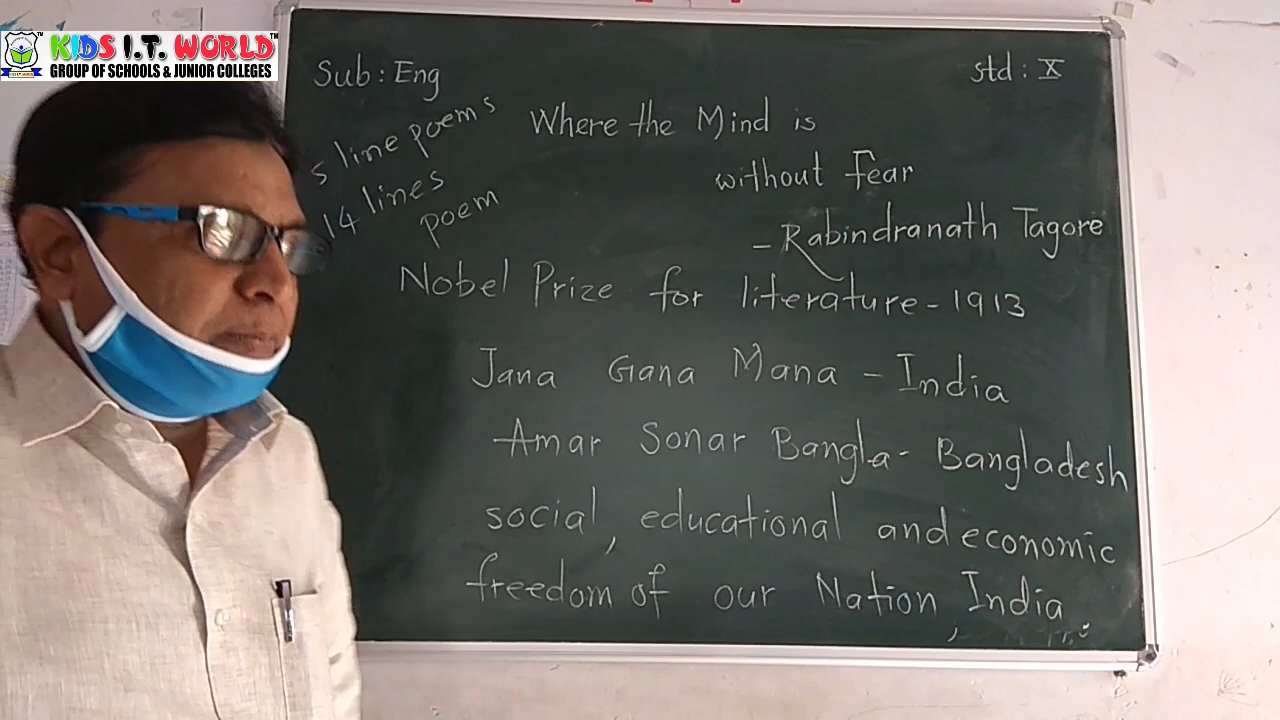 KIDS I.T. WORLD
GROUP OF SCHOOLS & JUNIOR COLLEGES
Sub: Eng
std: X
5 line poems
14 lines
poem
Where the Mind is
without Fear
- Rabindranath Tagore
Nobel Prize for literature - 1913
Jana Gana Mana - India
Amar Sonar Bangla - Bangladesh
social, educational and economic
freedom of our Nation, India